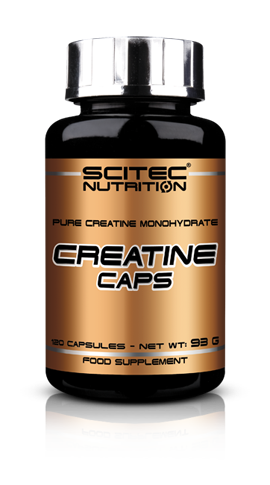 SCITEC®
NUTRITION
PURE CREATINE MONOHYDRATE
CREATINE
CAPS
120 CAPSULES - NET WT: 93 G
FOOD SUPPLEMENT